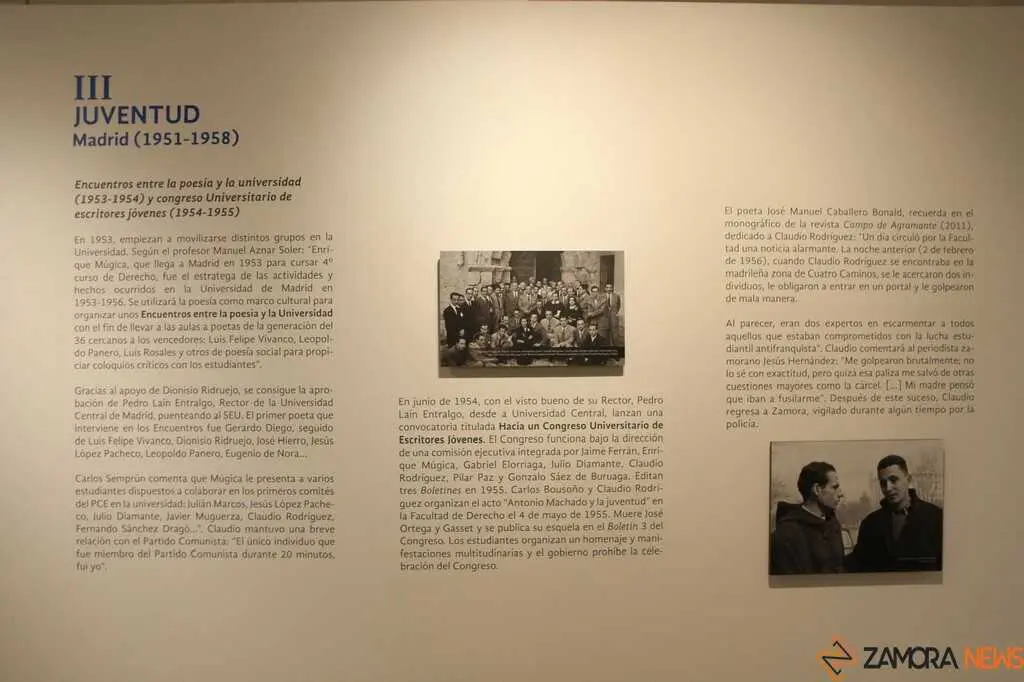 III
JUVENTUD
Madrid (1951-1958)
Encuentros entre la poesía y la universidad
(1953-1954) y congreso Universitario de
escritores jóvenes (1954-1955)
En 1953, empiezan a movilizarse distintos grupos en la
Universidad. Según el profesor Manuel Aznar Soler: "Enri-
que Múgica, que llega a Madrid en 1953 para cursar 4º
curso de Derecho, fue el estratega de las actividades y
hechos ocurridos en la Universidad de Madrid en
1953-1956. Se utilizará la poesía como marco cultural para
organizar unos Encuentros entre la poesía y la Universidad
con el fin de llevar a las aulas a poetas de la generación del
36 cercanos a los vencedores: Luis Felipe Vivanco, Leopol-
do Panero, Luis Rosales y otros de poesía social para propi-
ciar coloquios críticos con los estudiantes".
Gracias al apoyo de Dionisio Ridruejo, se consigue la apro-
bación de Pedro Laín Entralgo, Rector de la Universidad
Central de Madrid, puenteando al SEU. El primer poeta que
interviene en los Encuentros fue Gerardo Diego, seguido
de Luis Felipe Vivanco, Dionisio Ridruejo, José Hierro, Jesús
López Pacheco, Leopoldo Panero, Eugenio de Nora...
Carlos Semprún comenta que Múgica le presenta a varios
estudiantes dispuestos a colaborar en los primeros comités
del PCE en la universidad: Julián Marcos, Jesús López Pache-
co, Julio Diamante, Javier Muguerza, Claudio Rodríguez,
Fernando Sánchez Dragó...". Claudio mantuvo una breve
relación con el Partido Comunista: "El único individuo que
fue miembro del Partido Comunista durante 20 minutos,
fui yo".
En junio de 1954, con el visto bueno de su Rector, Pedro
Laín Entralgo, desde a Universidad Central, lanzan una
convocatoria titulada Hacia un Congreso Universitario de
Escritores Jóvenes. El Congreso funciona bajo la dirección
de una comisión ejecutiva integrada por Jaime Ferrán, Enri-
que Múgica, Gabriel Elorriaga, Julio Diamante, Claudio
Rodríguez, Pilar Paz y Gonzalo Sáez de Buruaga. Editan
tres Boletines en 1955. Carlos Bousoño y Claudio Rodrí-
guez organizan el acto "Antonio Machado y la juventud" en
la Facultad de Derecho el 4 de mayo de 1955. Muere José
Ortega y Gasset y se publica su esquela en el Boletín 3 del
Congreso. Los estudiantes organizan un homenaje y mani-
festaciones multitudinarias y el gobierno prohíbe la cele-
bración del Congreso.
El poeta José Manuel Caballero Bonald, recuerda en el
monográfico de la revista Campo de Agramante (2011),
dedicado a Claudio Rodríguez: "Un día circuló por la Facul-
tad una noticia alarmante. La noche anterior (2 de febrero
de 1956), cuando Claudio Rodríguez se encontraba en la
madrileña zona de Cuatro Caminos, se le acercaron dos in-
dividuos, le obligaron a entrar en un portal y le golpearon
de mala manera.
Al parecer, eran dos expertos en escarmentar a todos
aquellos que estaban comprometidos con la lucha estu-
diantil antifranquista". Claudio comentará al periodista za-
morano Jesús Hernández: "Me golpearon brutalmente; no
lo sé con exactitud, pero quizá esa paliza me salvó de otras
cuestiones mayores como la cárcel. [...] Mi madre pensó
que iban a fusilarme". Después de este suceso, Claudio
regresa a Zamora, vigilado durante algún tiempo por la
policía.
ZAMORA NEWS